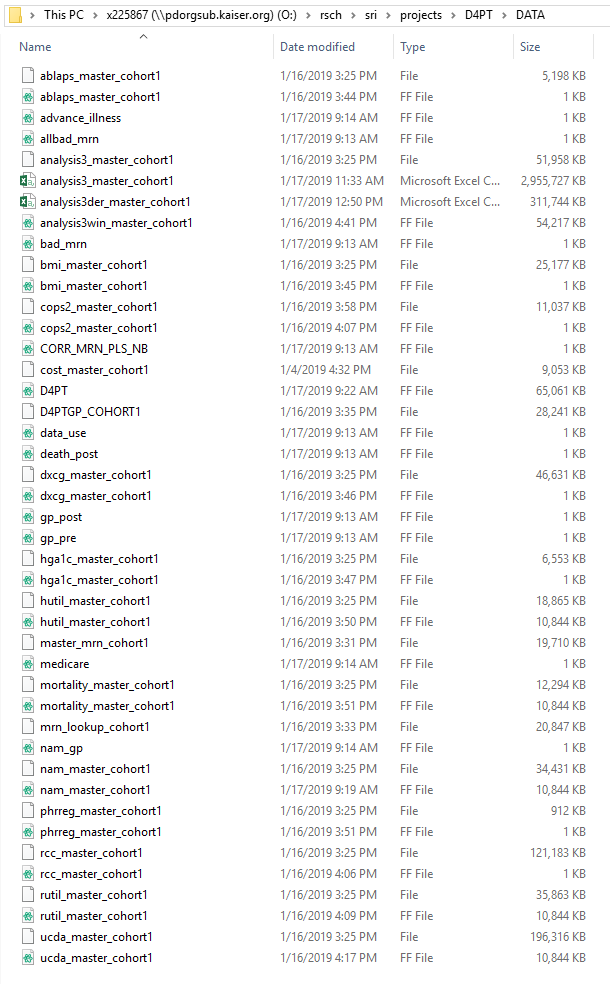 This PC > x225867 (\\pdorgsub.kaiser.org) (O:) > rsch > sri > projects > D4PT > DATA
Name Date modified Type Size
ablaps_master_cohort1 1/16/2019 3:25 PM File 5,198 KB
ablaps_master_cohort1 1/16/2019 3:44 PM FF File 1 KB
advance_illness 1/17/2019 9:14 AM FF File 1 KB
allbad_mrn 1/17/2019 9:13 AM FF File 1 KB
analysis3_master_cohort1 1/16/2019 3:25 PM File 51,958 KB
analysis3_master_cohort1 1/17/2019 11:33 AM Microsoft Excel C... 2,955,727 KB
analysis3der_master_cohort1 1/17/2019 12:50 PM Microsoft Excel C... 311,744 KB
analysis3win_master_cohort1 1/16/2019 4:41 PM FF File 54,217 KB
bad_mrn 1/17/2019 9:13 AM FF File 1 KB
bmi_master_cohort1 1/16/2019 3:25 PM File 25,177 KB
bmi_master_cohort1 1/16/2019 3:45 PM FF File 1 KB
cops2_master_cohort1 1/16/2019 3:58 PM File 11,037 KB
cops2_master_cohort1 1/16/2019 4:07 PM FF File 1 KB
CORR_MRN_PLS_NB 1/17/2019 9:13 AM FF File 1 KB
cost_master_cohort1 1/4/2019 4:32 PM File 9,053 KB
D4PT 1/17/2019 9:22 AM FF File 65,061 KB
D4PTGP_COHORT1 1/16/2019 3:35 PM File 28,241 KB
data_use 1/17/2019 9:13 AM FF File 1 KB
death_post 1/17/2019 9:13 AM FF File 1 KB
dxcg_master_cohort1 1/16/2019 3:25 PM File 46,631 KB
dxcg_master_cohort1 1/16/2019 3:46 PM FF File 1 KB
gp_post 1/17/2019 9:13 AM FF File 1 KB
gp_pre 1/17/2019 9:13 AM FF File 1 KB
hga1c_master_cohort1 1/16/2019 3:25 PM File 6,553 KB
hga1c_master_cohort1 1/16/2019 3:47 PM FF File 1 KB
hutil_master_cohort1 1/16/2019 3:25 PM File 18,865 KB
hutil_master_cohort1 1/16/2019 3:50 PM FF File 10,844 KB
master_mrn_cohort1 1/16/2019 3:31 PM File 19,710 KB
medicare 1/17/2019 9:14 AM FF File 1 KB
mortality_master_cohort1 1/16/2019 3:25 PM File 12,294 KB
mortality_master_cohort1 1/16/2019 3:51 PM FF File 10,844 KB
mrn_lookup_cohort1 1/16/2019 3:33 PM File 20,847 KB
nam_gp 1/17/2019 9:14 AM FF File 1 KB
nam_master_cohort1 1/16/2019 3:25 PM File 34,431 KB
nam_master_cohort1 1/17/2019 9:19 AM FF File 10,844 KB
phrreg_master_cohort1 1/16/2019 3:25 PM File 912 KB
phrreg_master_cohort1 1/16/2019 3:51 PM FF File 1 KB
rcc_master_cohort1 1/16/2019 3:25 PM File 121,183 KB
rcc_master_cohort1 1/16/2019 4:06 PM FF File 1 KB
rutil_master_cohort1 1/16/2019 3:25 PM File 35,863 KB
rutil_master_cohort1 1/16/2019 4:09 PM FF File 10,844 KB
ucda_master_cohort1 1/16/2019 3:25 PM File 196,316 KB
ucda_master_cohort1 1/16/2019 4:17 PM FF File 10,844 KB